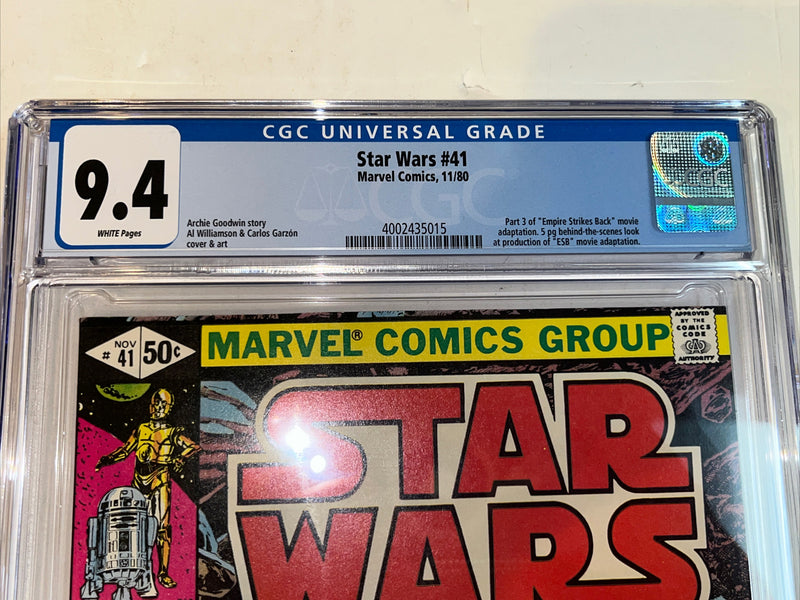 CGC UNIVERSAL GRADE
9.4
WHITE Pages
Star Wars #41
Marvel Comics, 11/80
Archie Goodwin story
Al Williamson & Carlos Garzón
cover & art
CGC
4002435015
Part 3 of "Empire Strikes Back" movie
adaptation. 5 pg behind-the-scenes look
at production of "ESB" movie adaptation.
CGC
NOV
# 41
50¢
MARVEL® COMICS GROUP
APPROVED
BY THE
COMICS
CODE
AUTHORITY
STAR
WARS